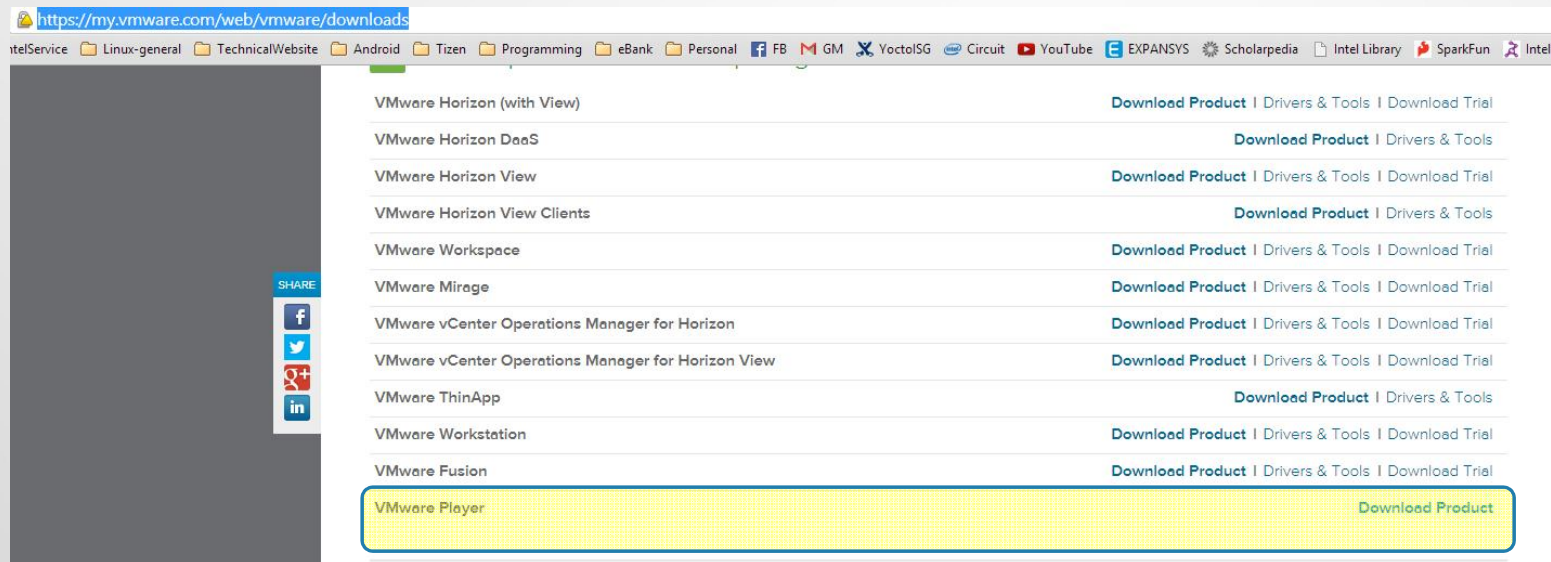 https://my.vmware.com/web/vmware/downloads
ntelService Linux-general TechnicalWebsite Android Tizen Programming eBank Personal FB GM YoctoISG Circuit YouTube EXPANSYS Scholarpedia Intel Library SparkFun Intel
VMware Horizon (with View) Download Product | Drivers & Tools | Download Trial
VMware Horizon DaaS Download Product | Drivers & Tools
VMware Horizon View Download Product | Drivers & Tools | Download Trial
VMware Horizon View Clients Download Product | Drivers & Tools
VMware Workspace Download Product | Drivers & Tools | Download Trial
SHARE
VMware Mirage Download Product | Drivers & Tools | Download Trial
VMware vCenter Operations Manager for Horizon Download Product | Drivers & Tools | Download Trial
VMware vCenter Operations Manager for Horizon View Download Product | Drivers & Tools | Download Trial
VMware ThinApp Download Product | Drivers & Tools
VMware Workstation Download Product | Drivers & Tools | Download Trial
VMware Fusion Download Product | Drivers & Tools | Download Trial
VMware Player Download Product